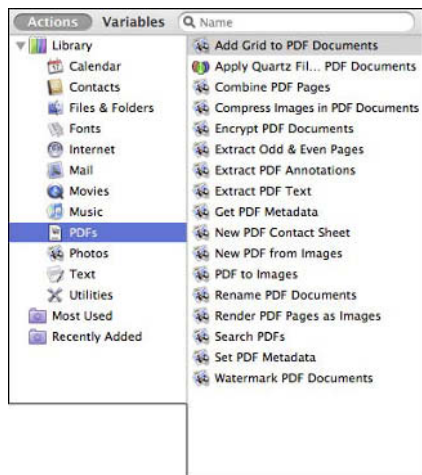 Actions Variables Name
Library
Calendar
Contacts
Files & Folders
Fonts
Internet
Mail
Movies
Music
PDFs
Photos
Text
Utilities
Most Used
Recently Added
Add Grid to PDF Documents
Apply Quartz Fil... PDF Documents
Combine PDF Pages
Compress Images in PDF Documents
Encrypt PDF Documents
Extract Odd & Even Pages
Extract PDF Annotations
Extract PDF Text
Get PDF Metadata
New PDF Contact Sheet
New PDF from Images
PDF to Images
Rename PDF Documents
Render PDF Pages as Images
Search PDFs
Set PDF Metadata
Watermark PDF Documents